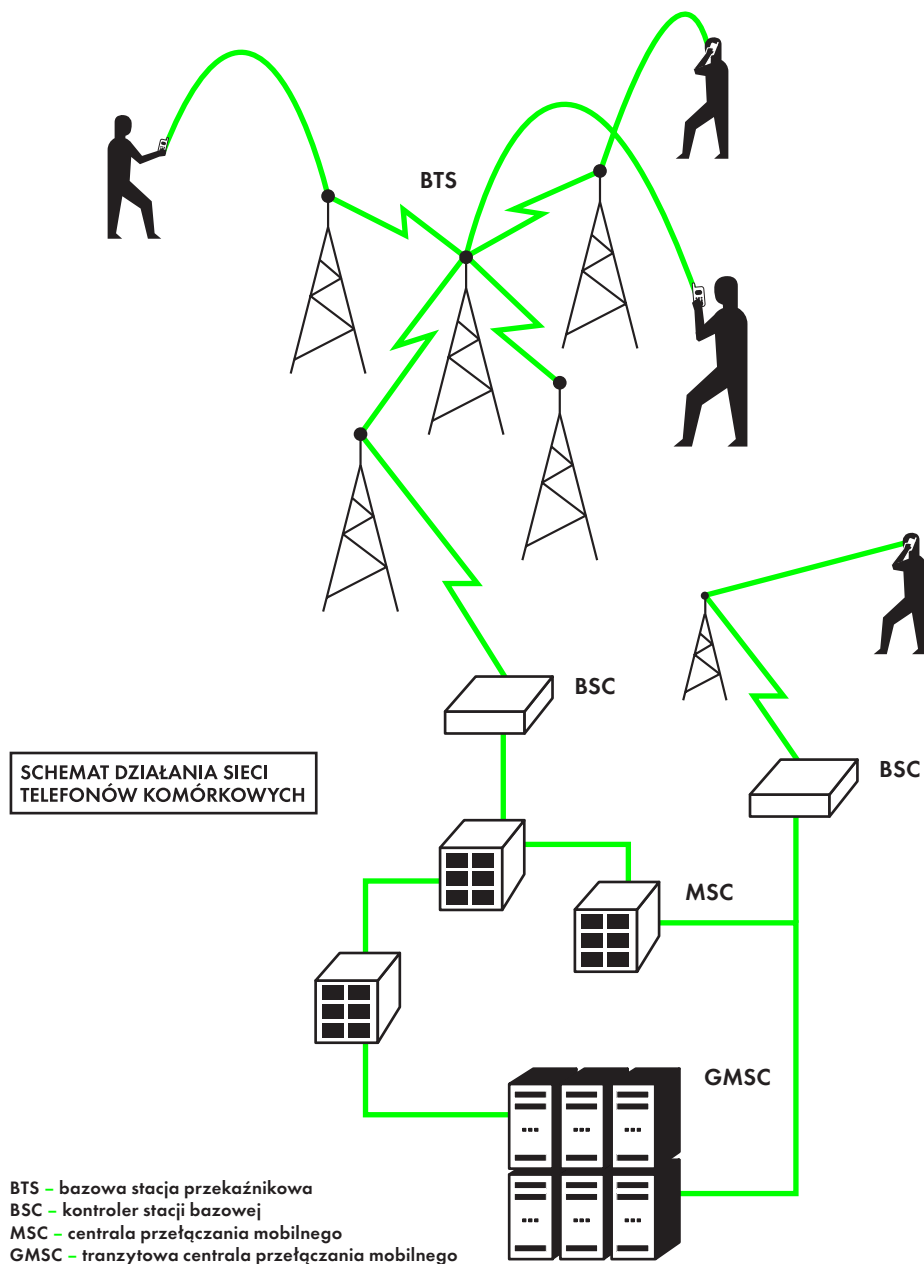 BTS
BSC
SCHEMAT DZIAŁANIA SIECI
TELEFONÓW KOMÓRKOWYCH
BSC
MSC
GMSC
BTS – bazowa stacja przekaźnikowa
BSC – kontroler stacji bazowej
MSC – centrala przełączania mobilnego
GMSC – tranzytowa centrala przełączania mobilnego